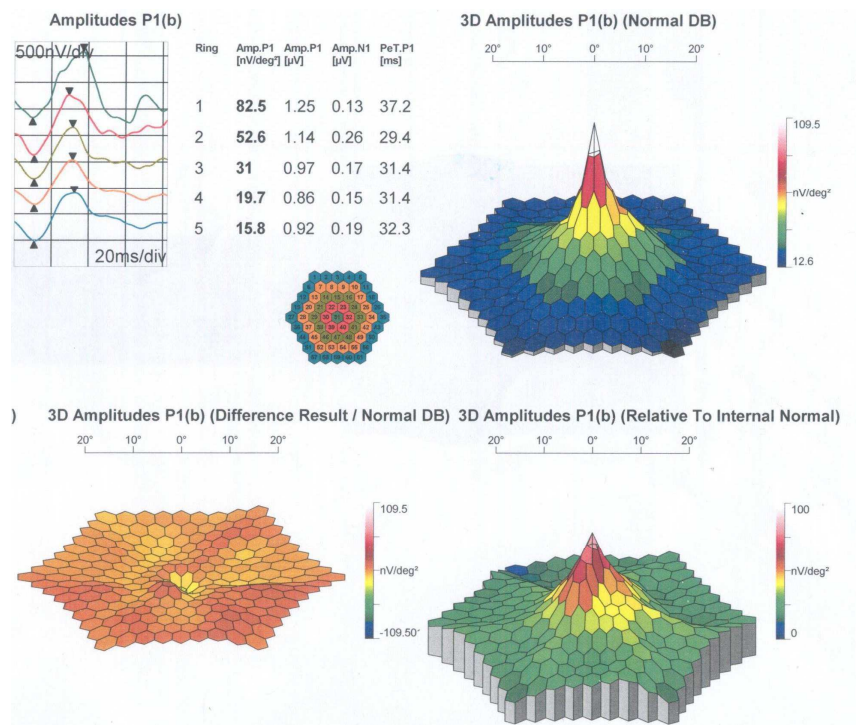 Amplitudes P1(b)
500nV/div
20ms/div
Ring Amp.P1 [nV/deg²] Amp.P1 [µV] Amp.N1 [µV] PeT.P1 [ms]
1 82.5 1.25 0.13 37.2
2 52.6 1.14 0.26 29.4
3 31 0.97 0.17 31.4
4 19.7 0.86 0.15 31.4
5 15.8 0.92 0.19 32.3
3D Amplitudes P1(b) (Normal DB)
20° 10° 0° 10° 20°
109.5
nV/deg²
12.6
) 3D Amplitudes P1(b) (Difference Result / Normal DB)
20° 10° 0° 10° 20°
109.5
nV/deg²
-109.50°
3D Amplitudes P1(b) (Relative To Internal Normal)
20° 10° 0° 10° 20°
100
nV/deg²
0